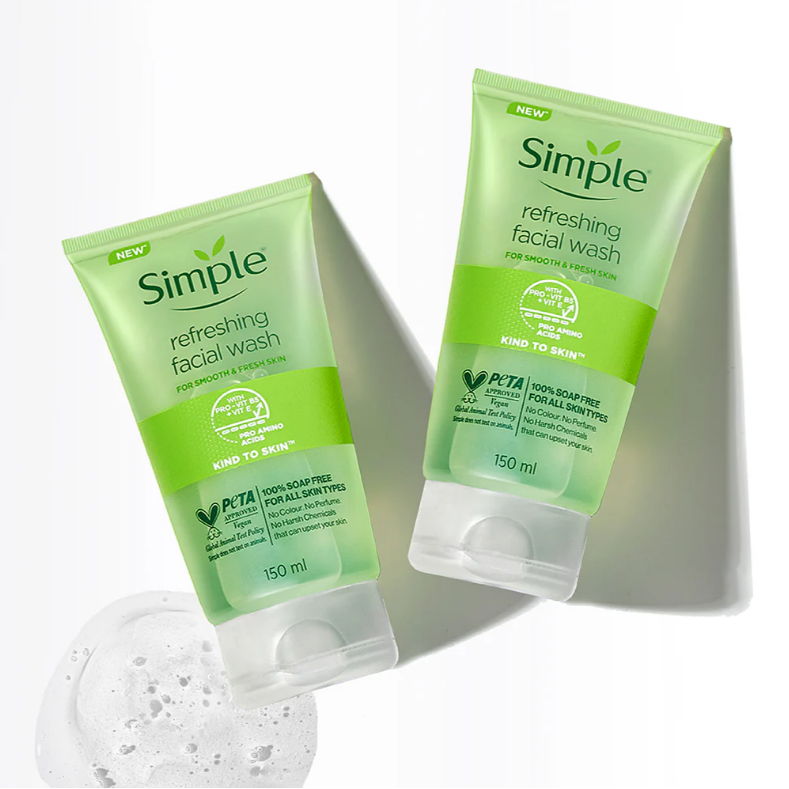 NEW
Simple®
refreshing
facial wash
FOR SMOOTH & FRESH SKIN
WITH
PRO-VIT B5
+ VIT E
PRO AMINO
ACIDS
KIND TO SKIN™
PETA
APPROVED
Vegan
Global Animal Test Policy
Simple does not test on animals.
100% SOAP FREE
FOR ALL SKIN TYPES
No Colour. No Perfume.
No Harsh Chemicals
that can upset your skin.
150 ml
NEW
Simple®
refreshing
facial wash
FOR SMOOTH & FRESH SKIN
WITH
PRO-VIT B5
+ VIT E
PRO AMINO
ACIDS
KIND TO SKIN™
PETA
APPROVED
Vegan
Global Animal Test Policy
Simple does not test on animals.
100% SOAP FREE
FOR ALL SKIN TYPES
No Colour. No Perfume.
No Harsh Chemicals
that can upset your skin.
150 ml